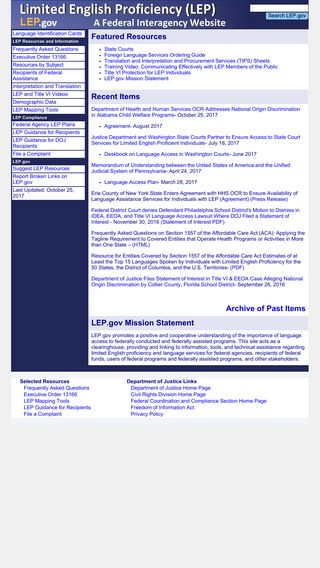 Limited English Proficiency (LEP)
LEP.gov A Federal Interagency Website
Search LEP.gov
Language Identification Cards
LEP Resources and Information
Frequently Asked Questions
Executive Order 13166
Resources by Subject
Recipients of Federal
Assistance
Interpretation and Translation
LEP and Title VI Videos
Demographic Data
LEP Mapping Tools
LEP Compliance
Federal Agency LEP Plans
LEP Guidance for Recipients
LEP Guidance for DOJ
Recipients
File a Complaint
LEP.gov
Suggest LEP Resources
Report Broken Links on
LEP.gov
Last Updated: October 25,
2017
Featured Resources
State Courts
Foreign Language Services Ordering Guide
Translation and Interpretation and Procurement Services (TIPS) Sheets
Training Video: Communicating Effectively with LEP Members of the Public
Title VI Protection for LEP Individuals
LEP.gov Mission Statement
Recent Items
Department of Health and Human Services OCR Addresses National Origin Discrimination
in Alabama Child Welfare Programs- October 25, 2017
Agreement- August 2017
Justice Department and Washington State Courts Partner to Ensure Access to State Court
Services for Limited English Proficient Individuals- July 18, 2017
Deskbook on Language Access in Washington Courts- June 2017
Memorandum of Understanding between the United States of America and the Unified
Judicial System of Pennsylvania- April 24, 2017
Language Access Plan- March 28, 2017
Erie County of New York State Enters Agreement with HHS OCR to Ensure Availability of
Language Assistance Services for Individuals with LEP (Agreement) (Press Release)
Federal District Court denies Defendant Philadelphia School District's Motion to Dismiss in
IDEA, EEOA, and Title VI Language Access Lawsuit Where DOJ Filed a Statement of
Interest - November 30, 2016 (Statement of Interest PDF)
Frequently Asked Questions on Section 1557 of the Affordable Care Act (ACA): Applying the
Tagline Requirement to Covered Entities that Operate Health Programs or Activities in More
than One State – (HTML)
Resource for Entities Covered by Section 1557 of the Affordable Care Act Estimates of at
Least the Top 15 Languages Spoken by Individuals with Limited English Proficiency for the
50 States, the District of Columbia, and the U.S. Territories- (PDF)
Department of Justice Files Statement of Interest in Title VI & EEOA Case Alleging National
Origin Discrimination by Collier County, Florida School District- September 26, 2016
Archive of Past Items
LEP.gov Mission Statement
LEP.gov promotes a positive and cooperative understanding of the importance of language
access to federally conducted and federally assisted programs. This site acts as a
clearinghouse, providing and linking to information, tools, and technical assistance regarding
limited English proficiency and language services for federal agencies, recipients of federal
funds, users of federal programs and federally assisted programs, and other stakeholders.
Selected Resources
Frequently Asked Questions
Executive Order 13166
LEP Mapping Tools
LEP Guidance for Recipients
File a Complaint
Department of Justice Links
Department of Justice Home Page
Civil Rights Division Home Page
Federal Coordination and Compliance Section Home Page
Freedom of Information Act
Privacy Policy